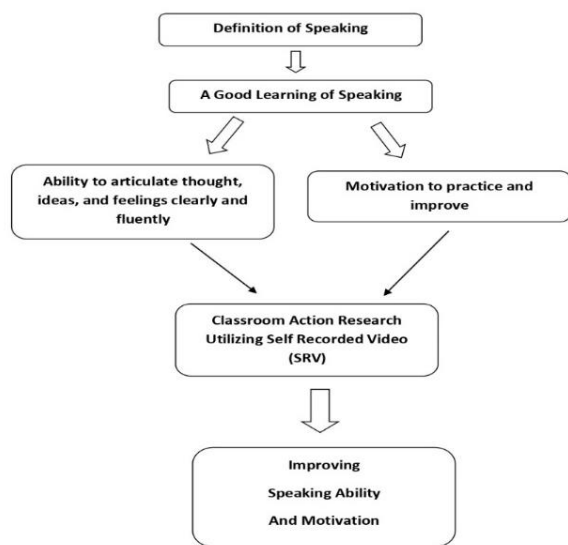 Definition of Speaking
A Good Learning of Speaking
Ability to articulate thought,
ideas, and feelings clearly and
fluently
Motivation to practice and
improve
Classroom Action Research
Utilizing Self Recorded Video
(SRV)
Improving
Speaking Ability
And Motivation